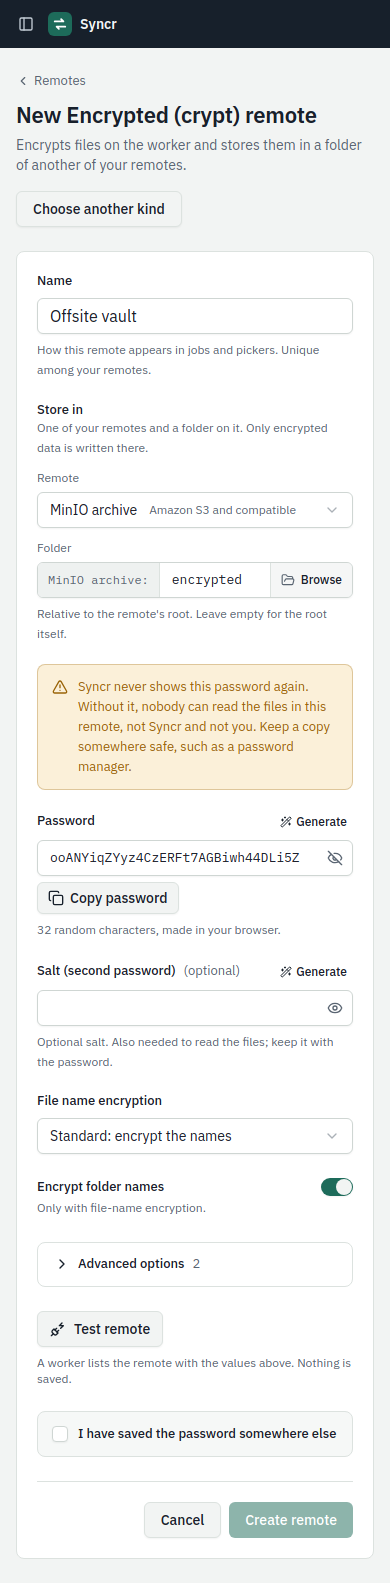 Syncr
Remotes
New Encrypted (crypt) remote
Encrypts files on the worker and stores them in a folder
of another of your remotes.
Choose another kind
Name
Offsite vault
How this remote appears in jobs and pickers. Unique
among your remotes.
Store in
One of your remotes and a folder on it. Only encrypted
data is written there.
Remote
MinIO archive Amazon S3 and compatible
Folder
MinIO archive: encrypted Browse
Relative to the remote's root. Leave empty for the root
itself.
Syncr never shows this password again.
Without it, nobody can read the files in this
remote, not Syncr and not you. Keep a copy
somewhere safe, such as a password
manager.
Password Generate
ooANYiqZYyz4CzERFt7AGBiwh44DLi5Z
Copy password
32 random characters, made in your browser.
Salt (second password) (optional) Generate
Optional salt. Also needed to read the files; keep it with
the password.
File name encryption
Standard: encrypt the names
Encrypt folder names
Only with file-name encryption.
Advanced options 2
Test remote
A worker lists the remote with the values above. Nothing is
saved.
I have saved the password somewhere else
Cancel Create remote